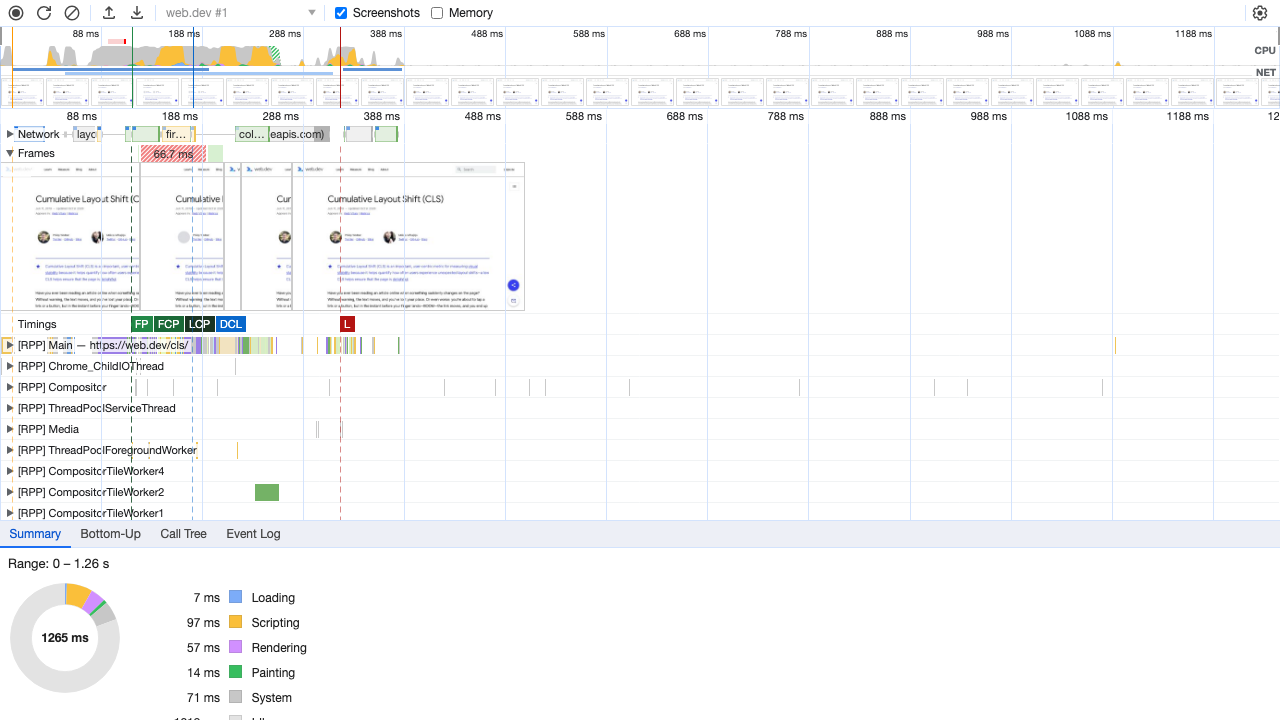 web.dev #1
Screenshots
Memory
88 ms 188 ms 288 ms 388 ms 488 ms 588 ms 688 ms 788 ms 888 ms 988 ms 1088 ms 1188 ms
CPU
NET
88 ms 188 ms 288 ms 388 ms 488 ms 588 ms 688 ms 788 ms 888 ms 988 ms 1088 ms 1188 ms 12
Network layc fir... col... eapis.com)
Frames 66.7 ms
Cumulative Layout Shift (C Cumulative l Cur Cumulative Layout Shift (CLS)
Timings FP FCP LCP DCL L
[RPP] Main — https://web.dev/cls/
[RPP] Chrome_ChildIOThread
[RPP] Compositor
[RPP] ThreadPoolServiceThread
[RPP] Media
[RPP] ThreadPoolForegroundWorker
[RPP] CompositorTileWorker4
[RPP] CompositorTileWorker2
[RPP] CompositorTileWorker1
Summary Bottom-Up Call Tree Event Log
Range: 0 – 1.26 s
1265 ms
7 ms Loading
97 ms Scripting
57 ms Rendering
14 ms Painting
71 ms System